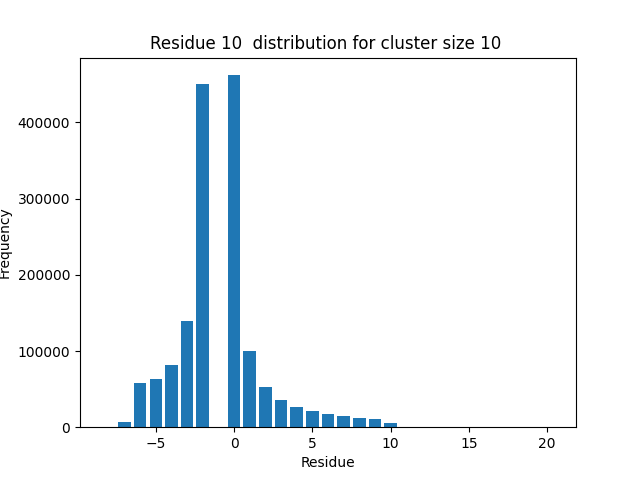 Residue 10  distribution for cluster size 10
400000
300000
200000
100000
0
Frequency
−5 0 5 10 15 20
Residue